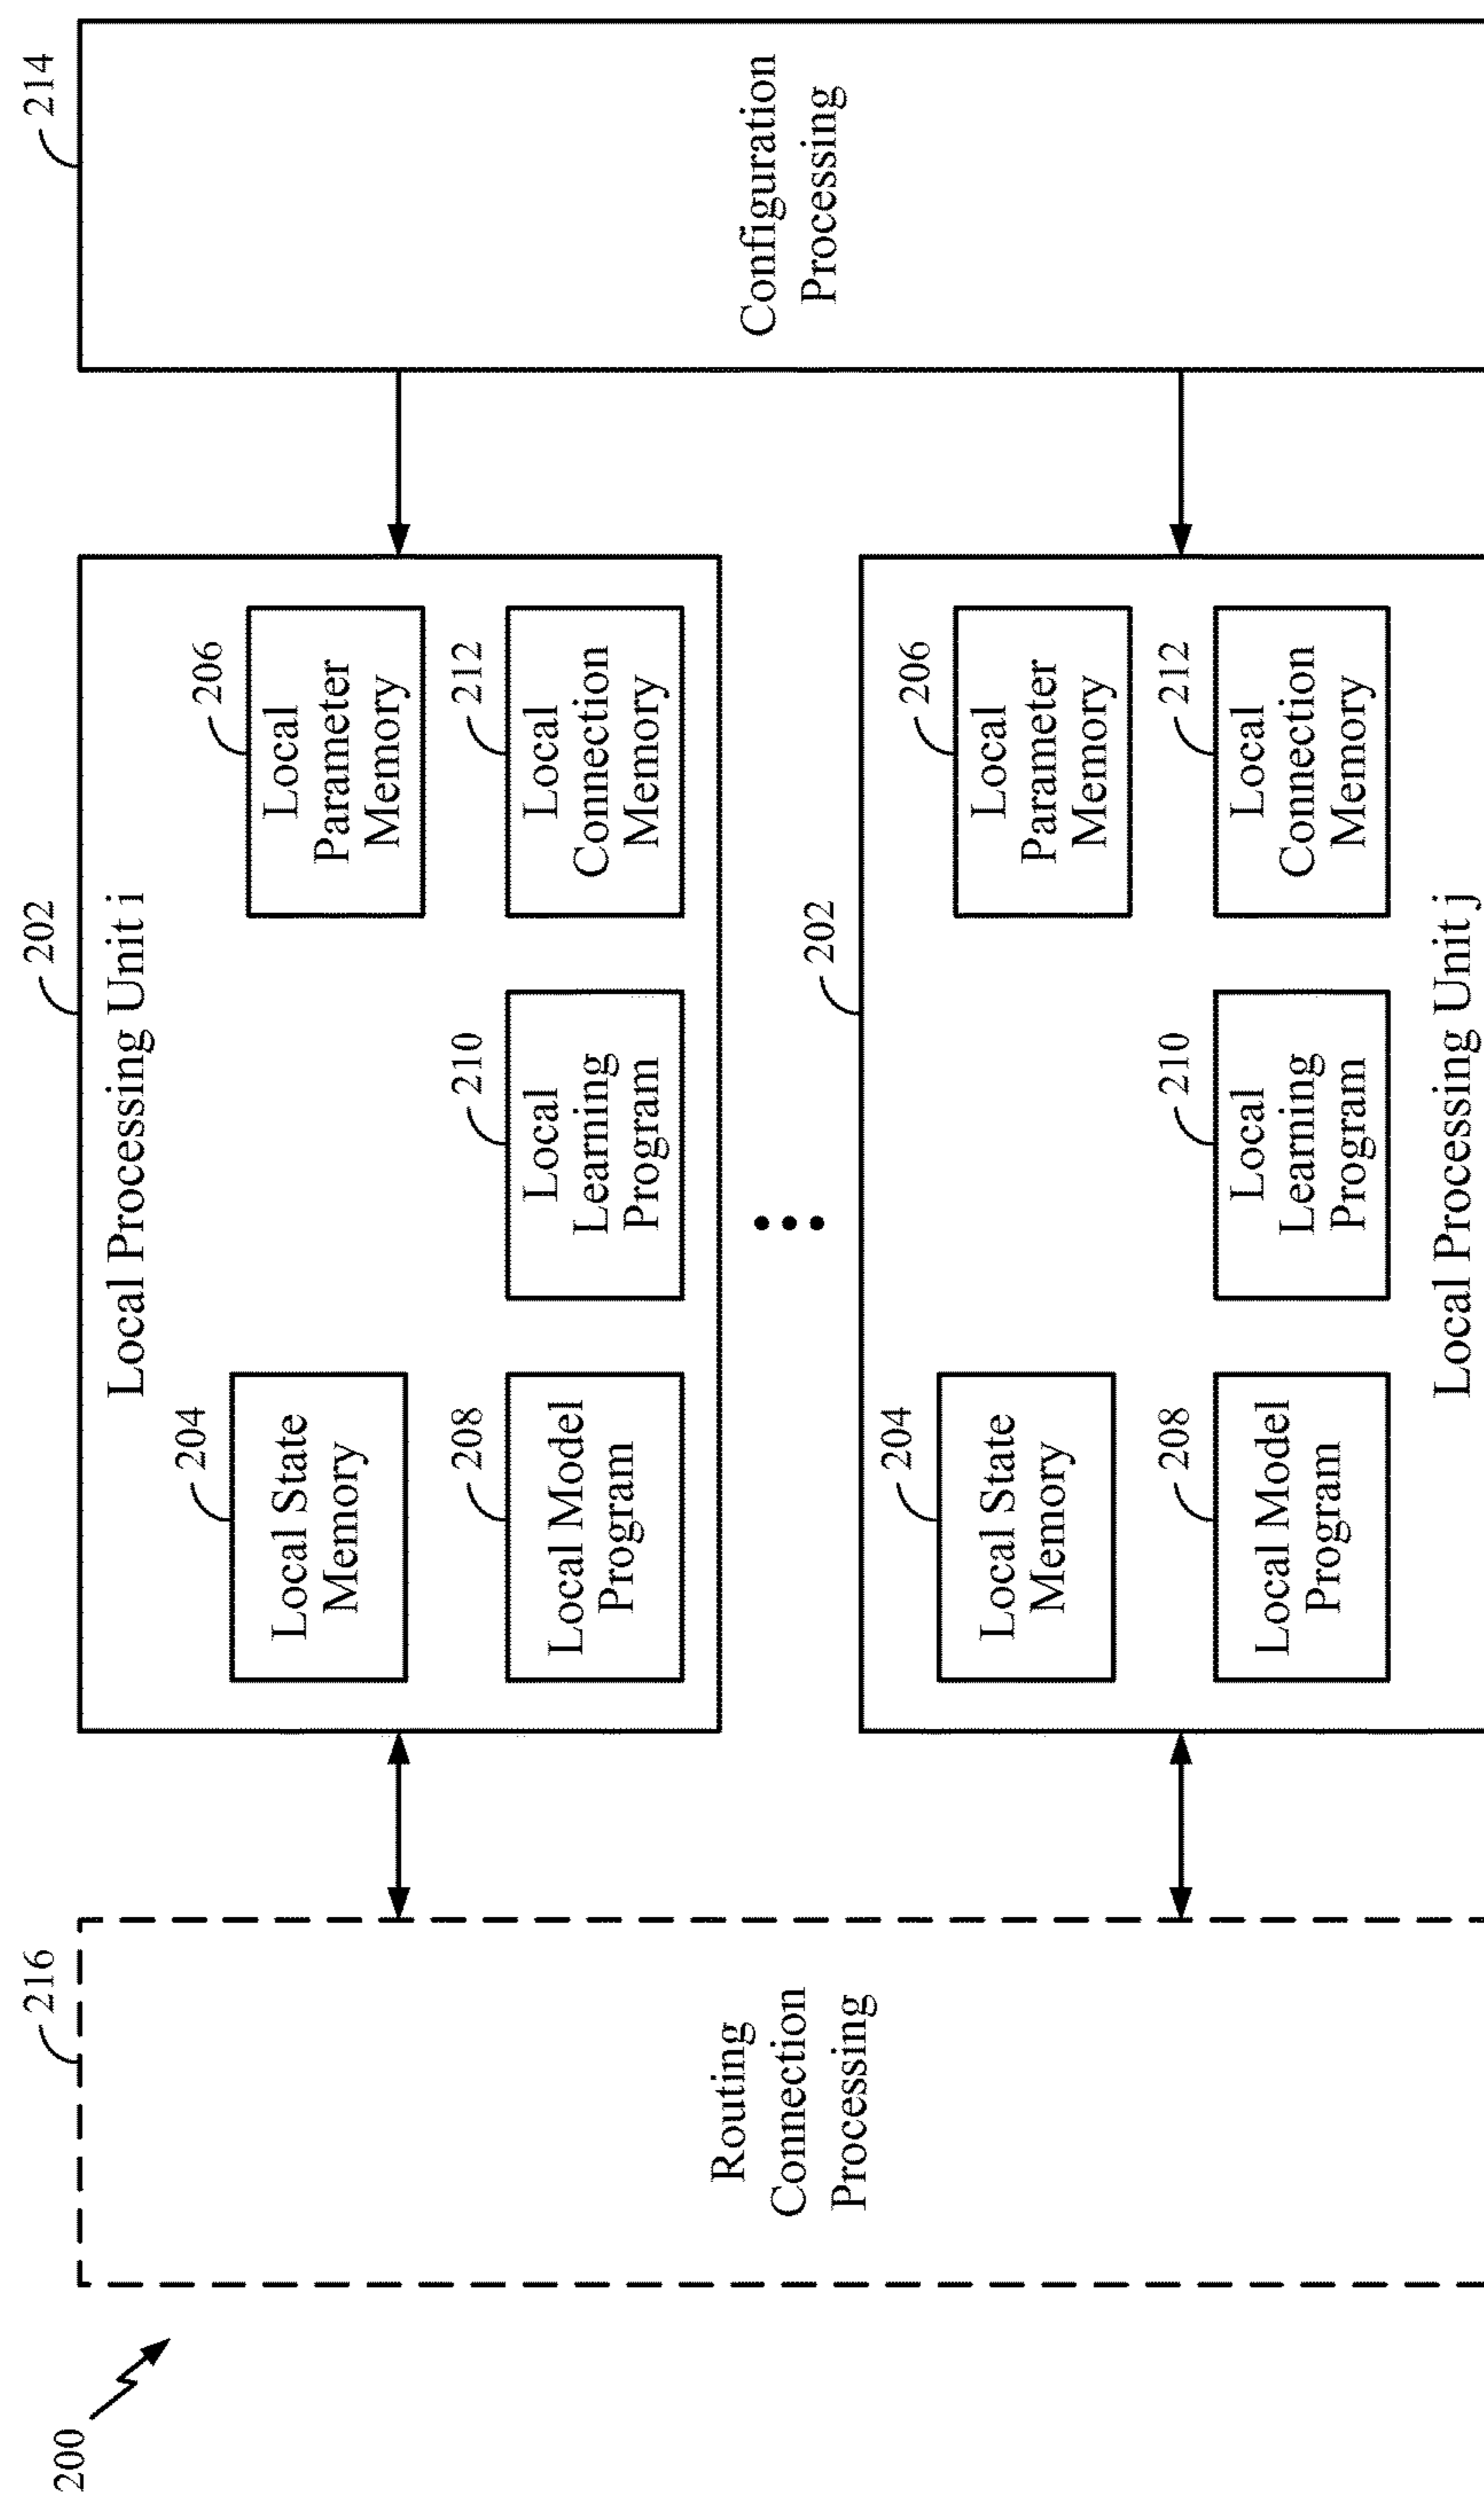 200
216
Routing
Connection
Processing
202
Local Processing Unit i
204
Local State
Memory
206
Local
Parameter
Memory
208
Local Model
Program
210
Local
Learning
Program
212
Local
Connection
Memory
202
204
Local State
Memory
206
Local
Parameter
Memory
208
Local Model
Program
210
Local
Learning
Program
212
Local
Connection
Memory
Local Processing Unit j
214
Configuration
Processing